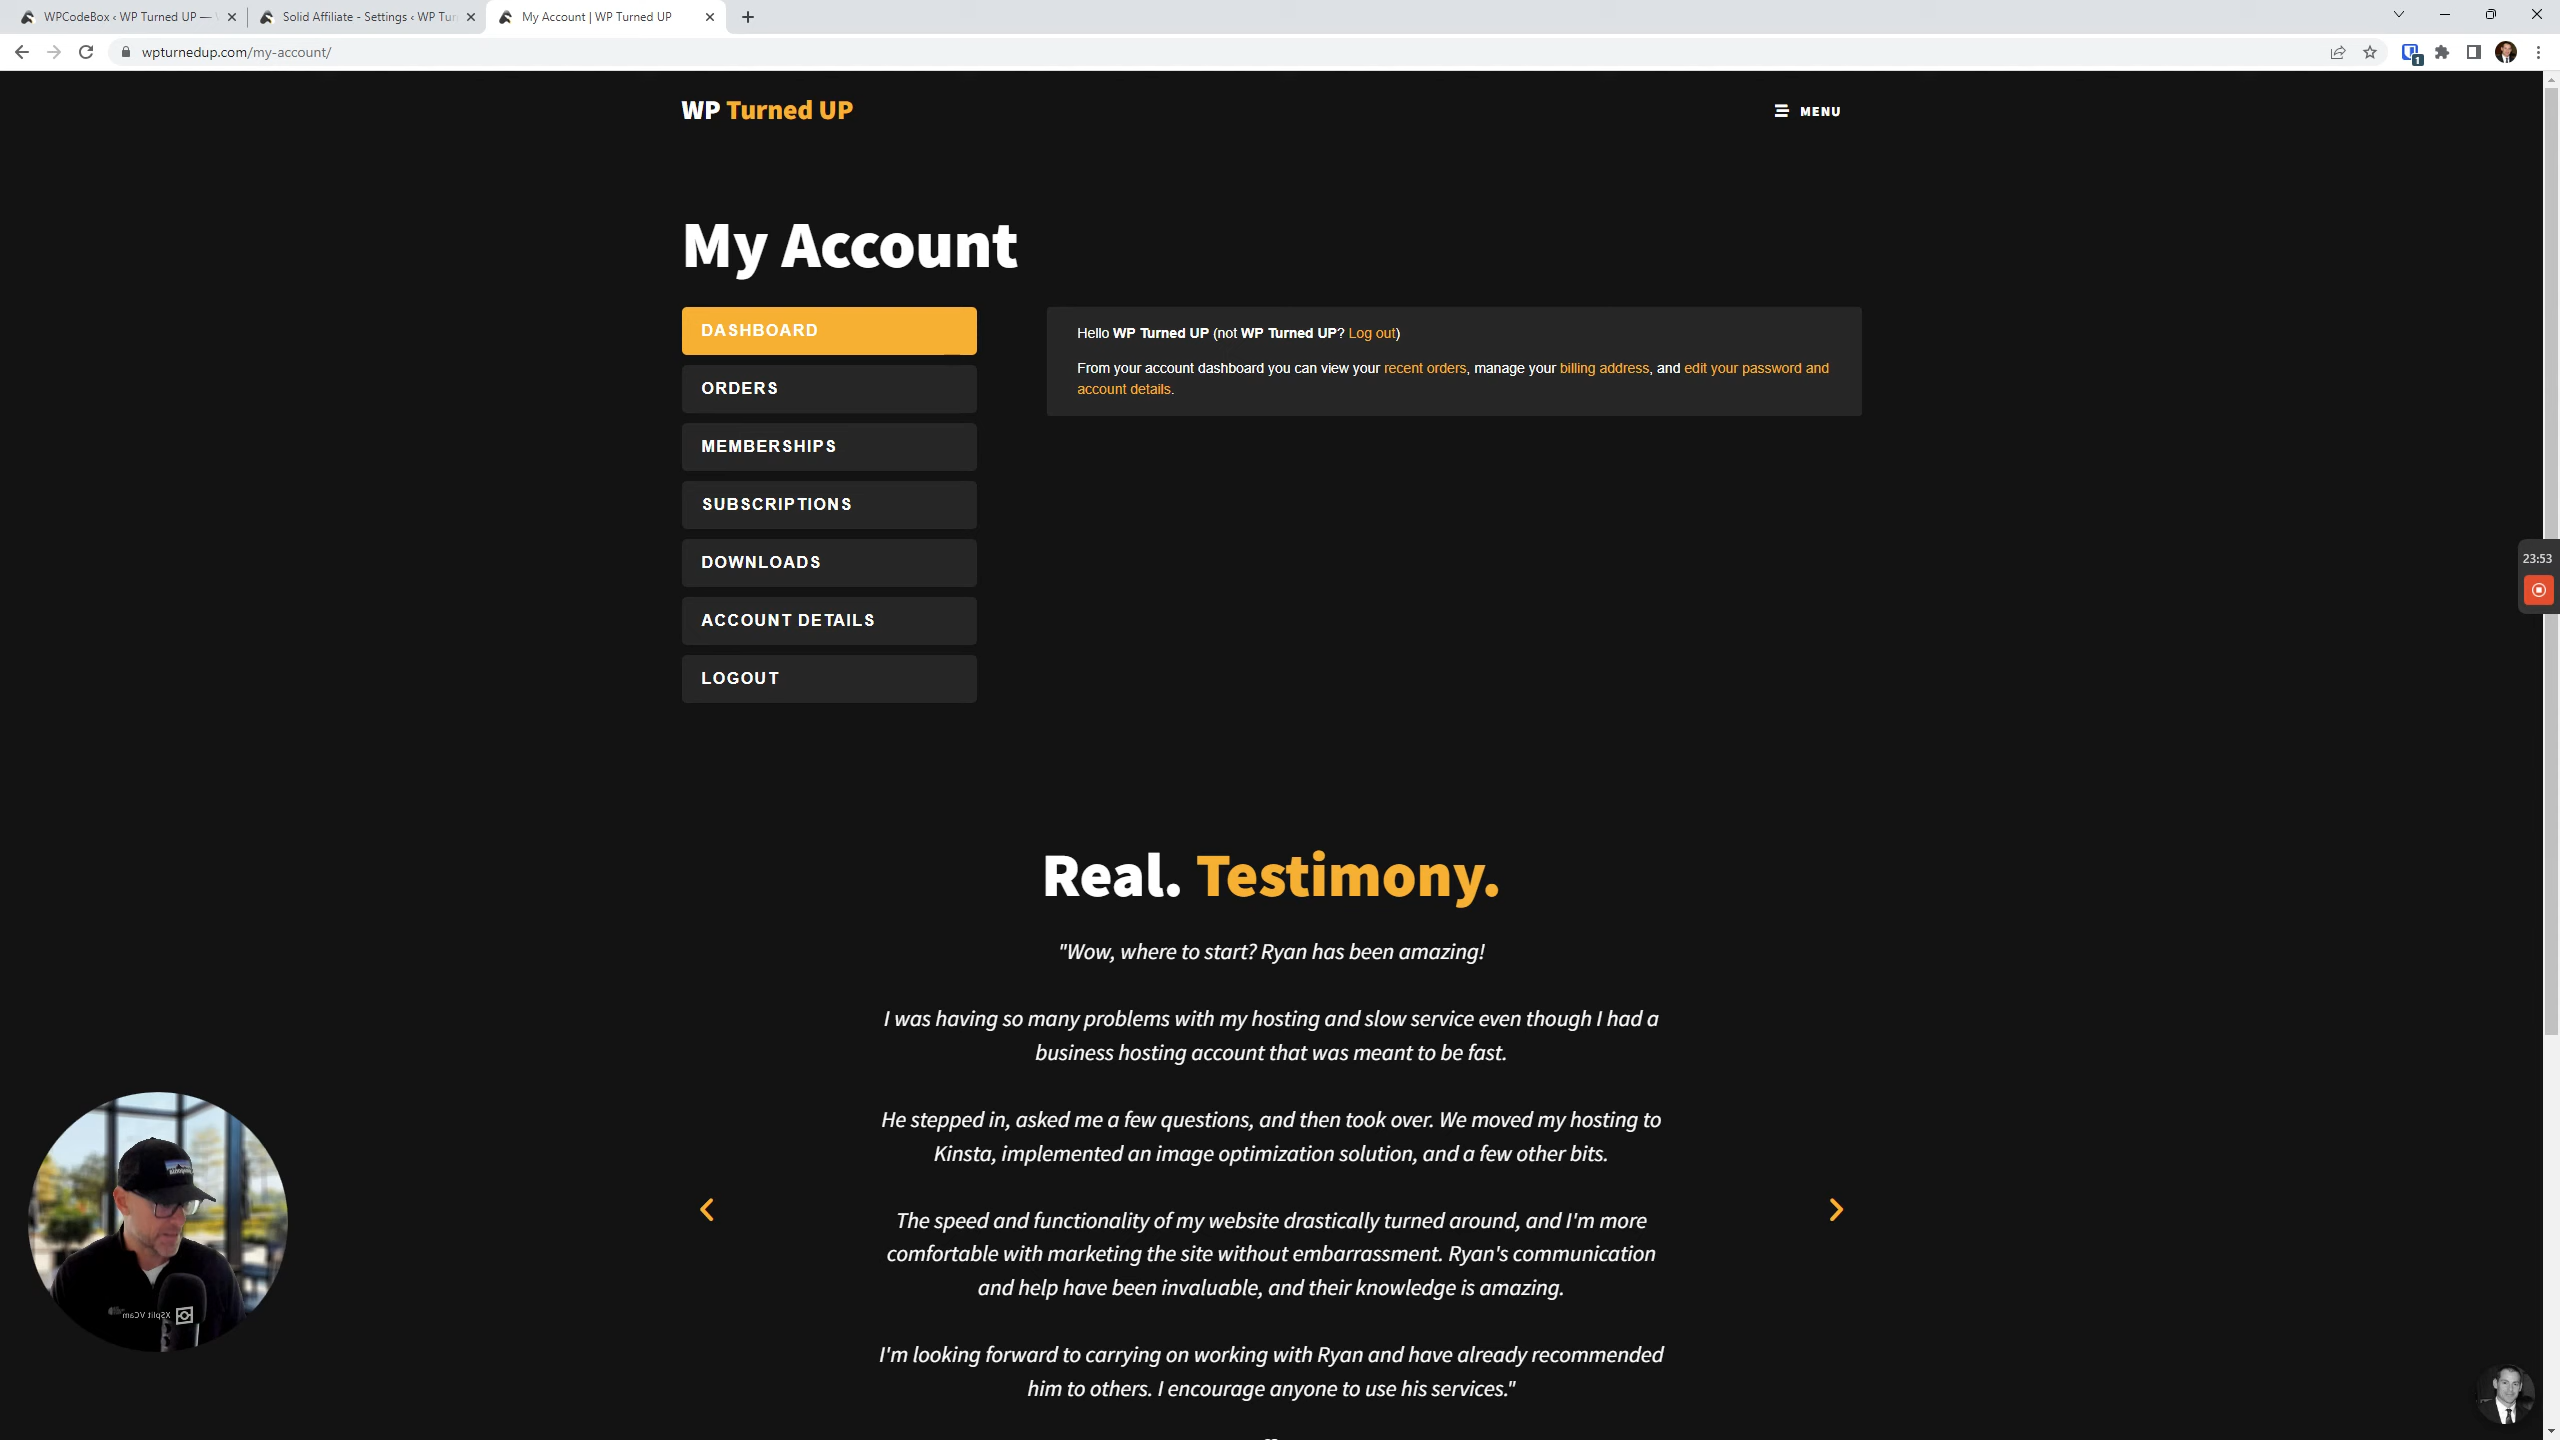 WPCodeBox ‹ WP Turned UP —
Solid Affiliate - Settings ‹ WP Tur
My Account | WP Turned UP
wpturnedup.com/my-account/
WP Turned UP
MENU
My Account
DASHBOARD
ORDERS
MEMBERSHIPS
SUBSCRIPTIONS
DOWNLOADS
ACCOUNT DETAILS
LOGOUT
Hello WP Turned UP (not WP Turned UP? Log out)
From your account dashboard you can view your recent orders, manage your billing address, and edit your password and
account details.
23:53
Real. Testimony.
"Wow, where to start? Ryan has been amazing!
I was having so many problems with my hosting and slow service even though I had a
business hosting account that was meant to be fast.
He stepped in, asked me a few questions, and then took over. We moved my hosting to
Kinsta, implemented an image optimization solution, and a few other bits.
The speed and functionality of my website drastically turned around, and I'm more
comfortable with marketing the site without embarrassment. Ryan's communication
and help have been invaluable, and their knowledge is amazing.
I'm looking forward to carrying on working with Ryan and have already recommended
him to others. I encourage anyone to use his services."
XSplit VCam
1